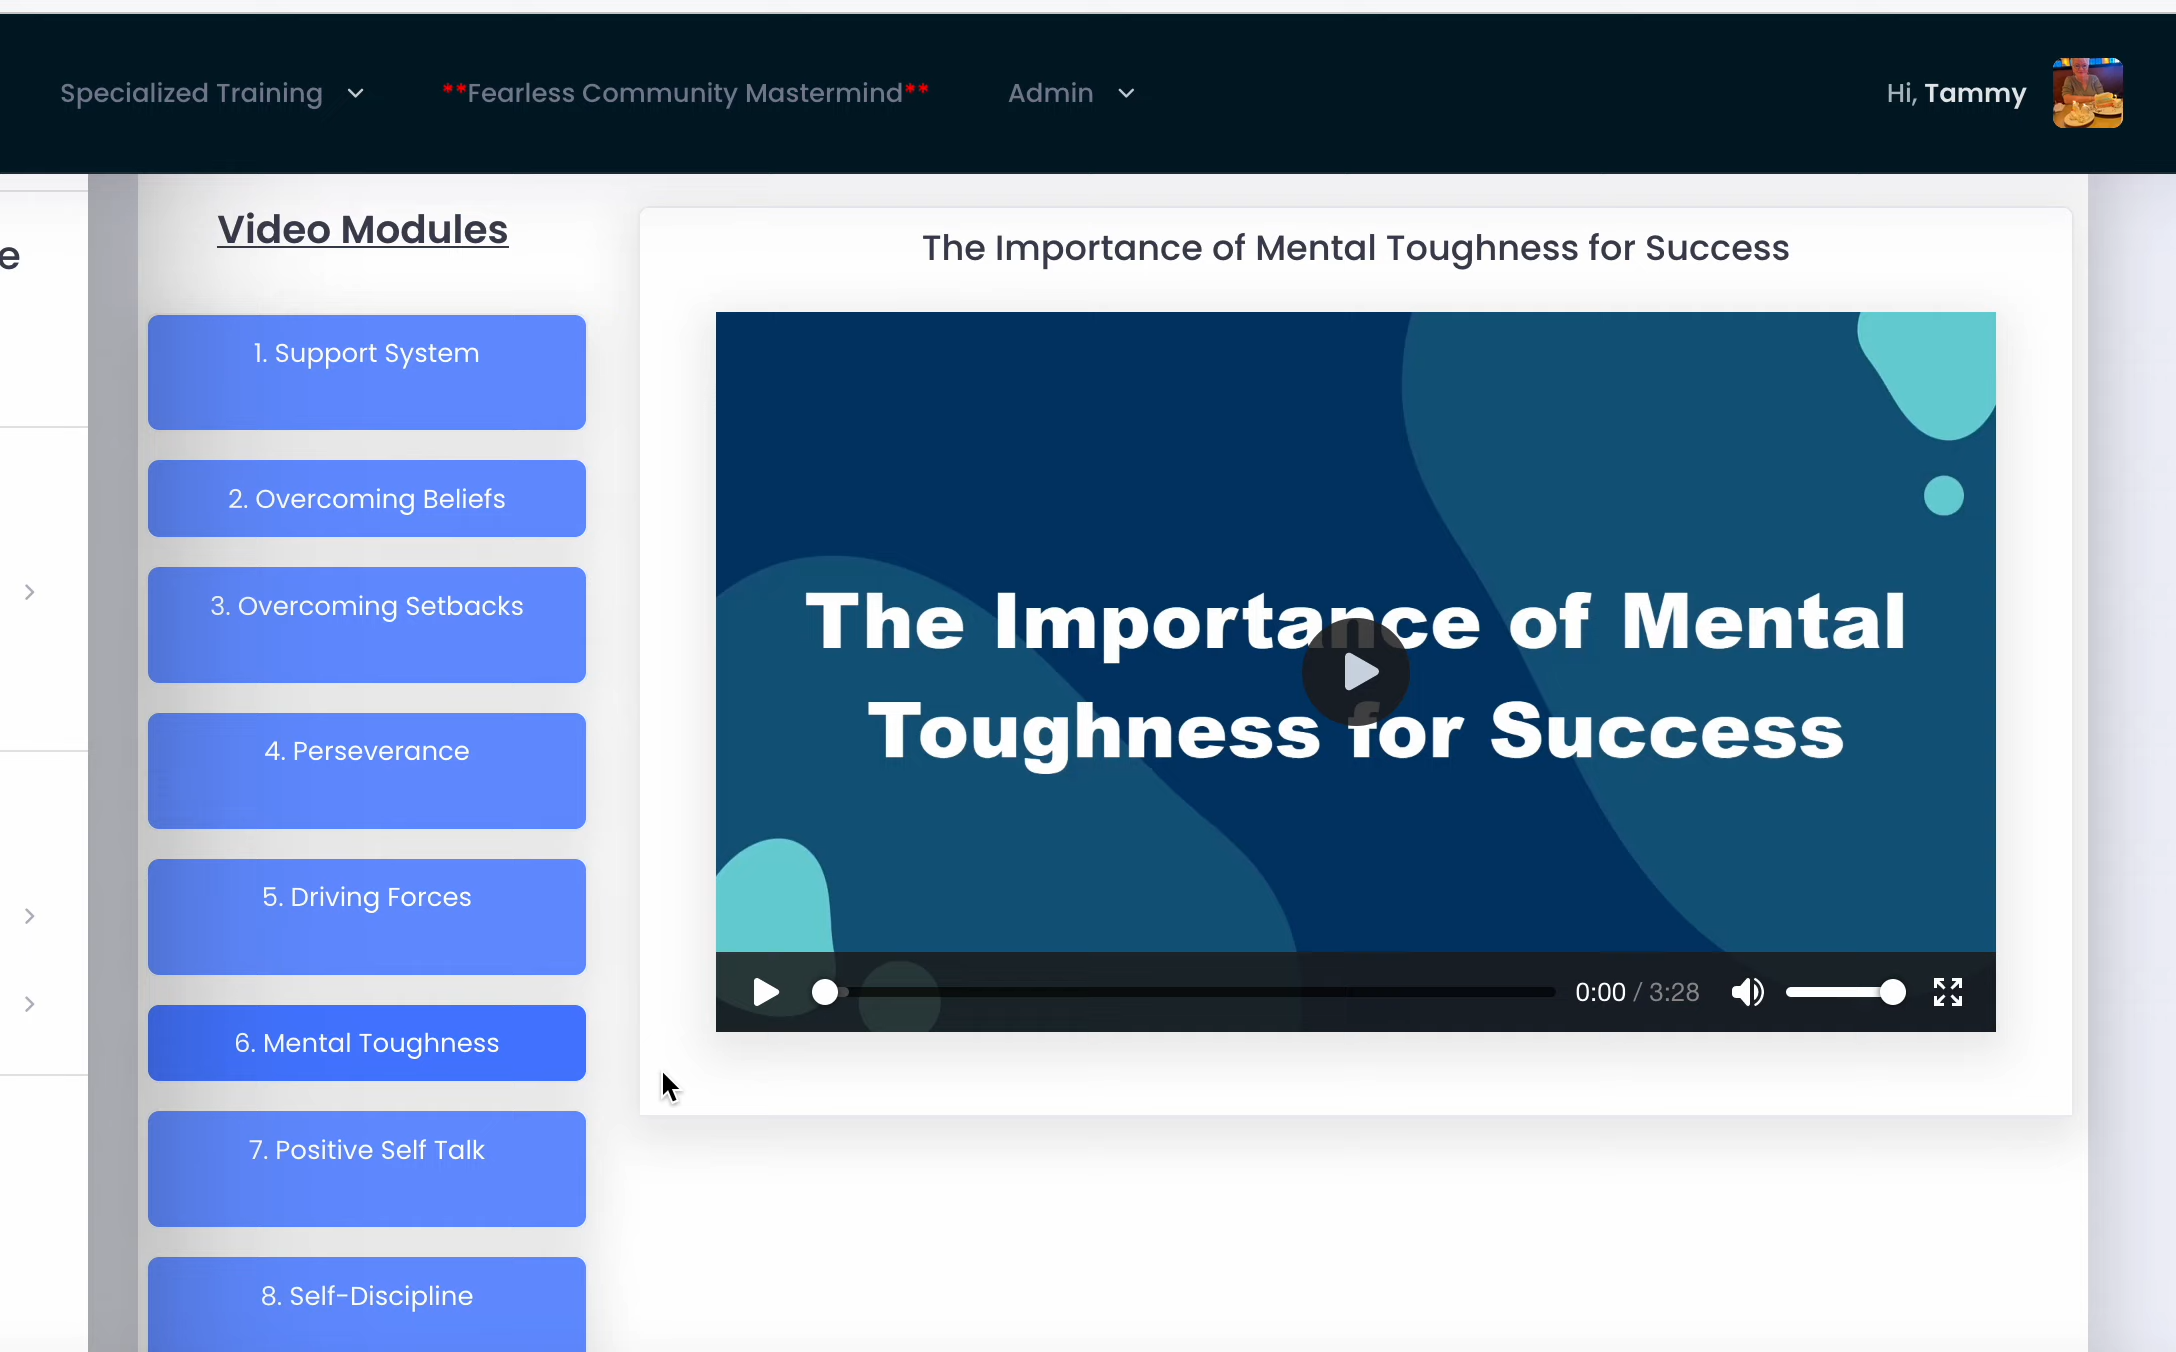 Specialized Training
**Fearless Community Mastermind**
Admin
Hi, Tammy
e
Video Modules
1. Support System
2. Overcoming Beliefs
3. Overcoming Setbacks
4. Perseverance
5. Driving Forces
6. Mental Toughness
7. Positive Self Talk
8. Self-Discipline
The Importance of Mental Toughness for Success
The Importance of Mental
Toughness for Success
0:00 / 3:28